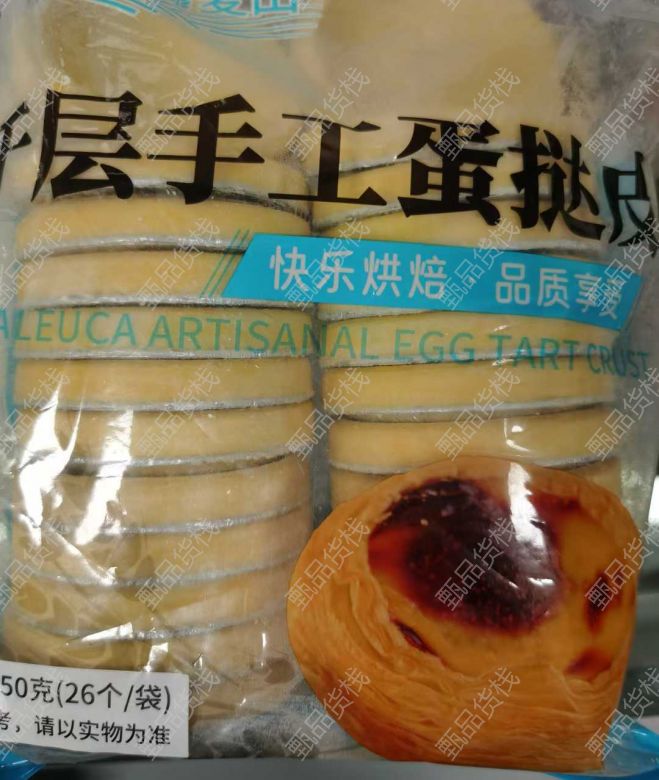 层手工蛋挞皮
快乐烘焙 品质享受
ALEUCA ARTISANAL EGG TART CRUST
50克(26个/袋)
考，请以实物为准
甄品货栈